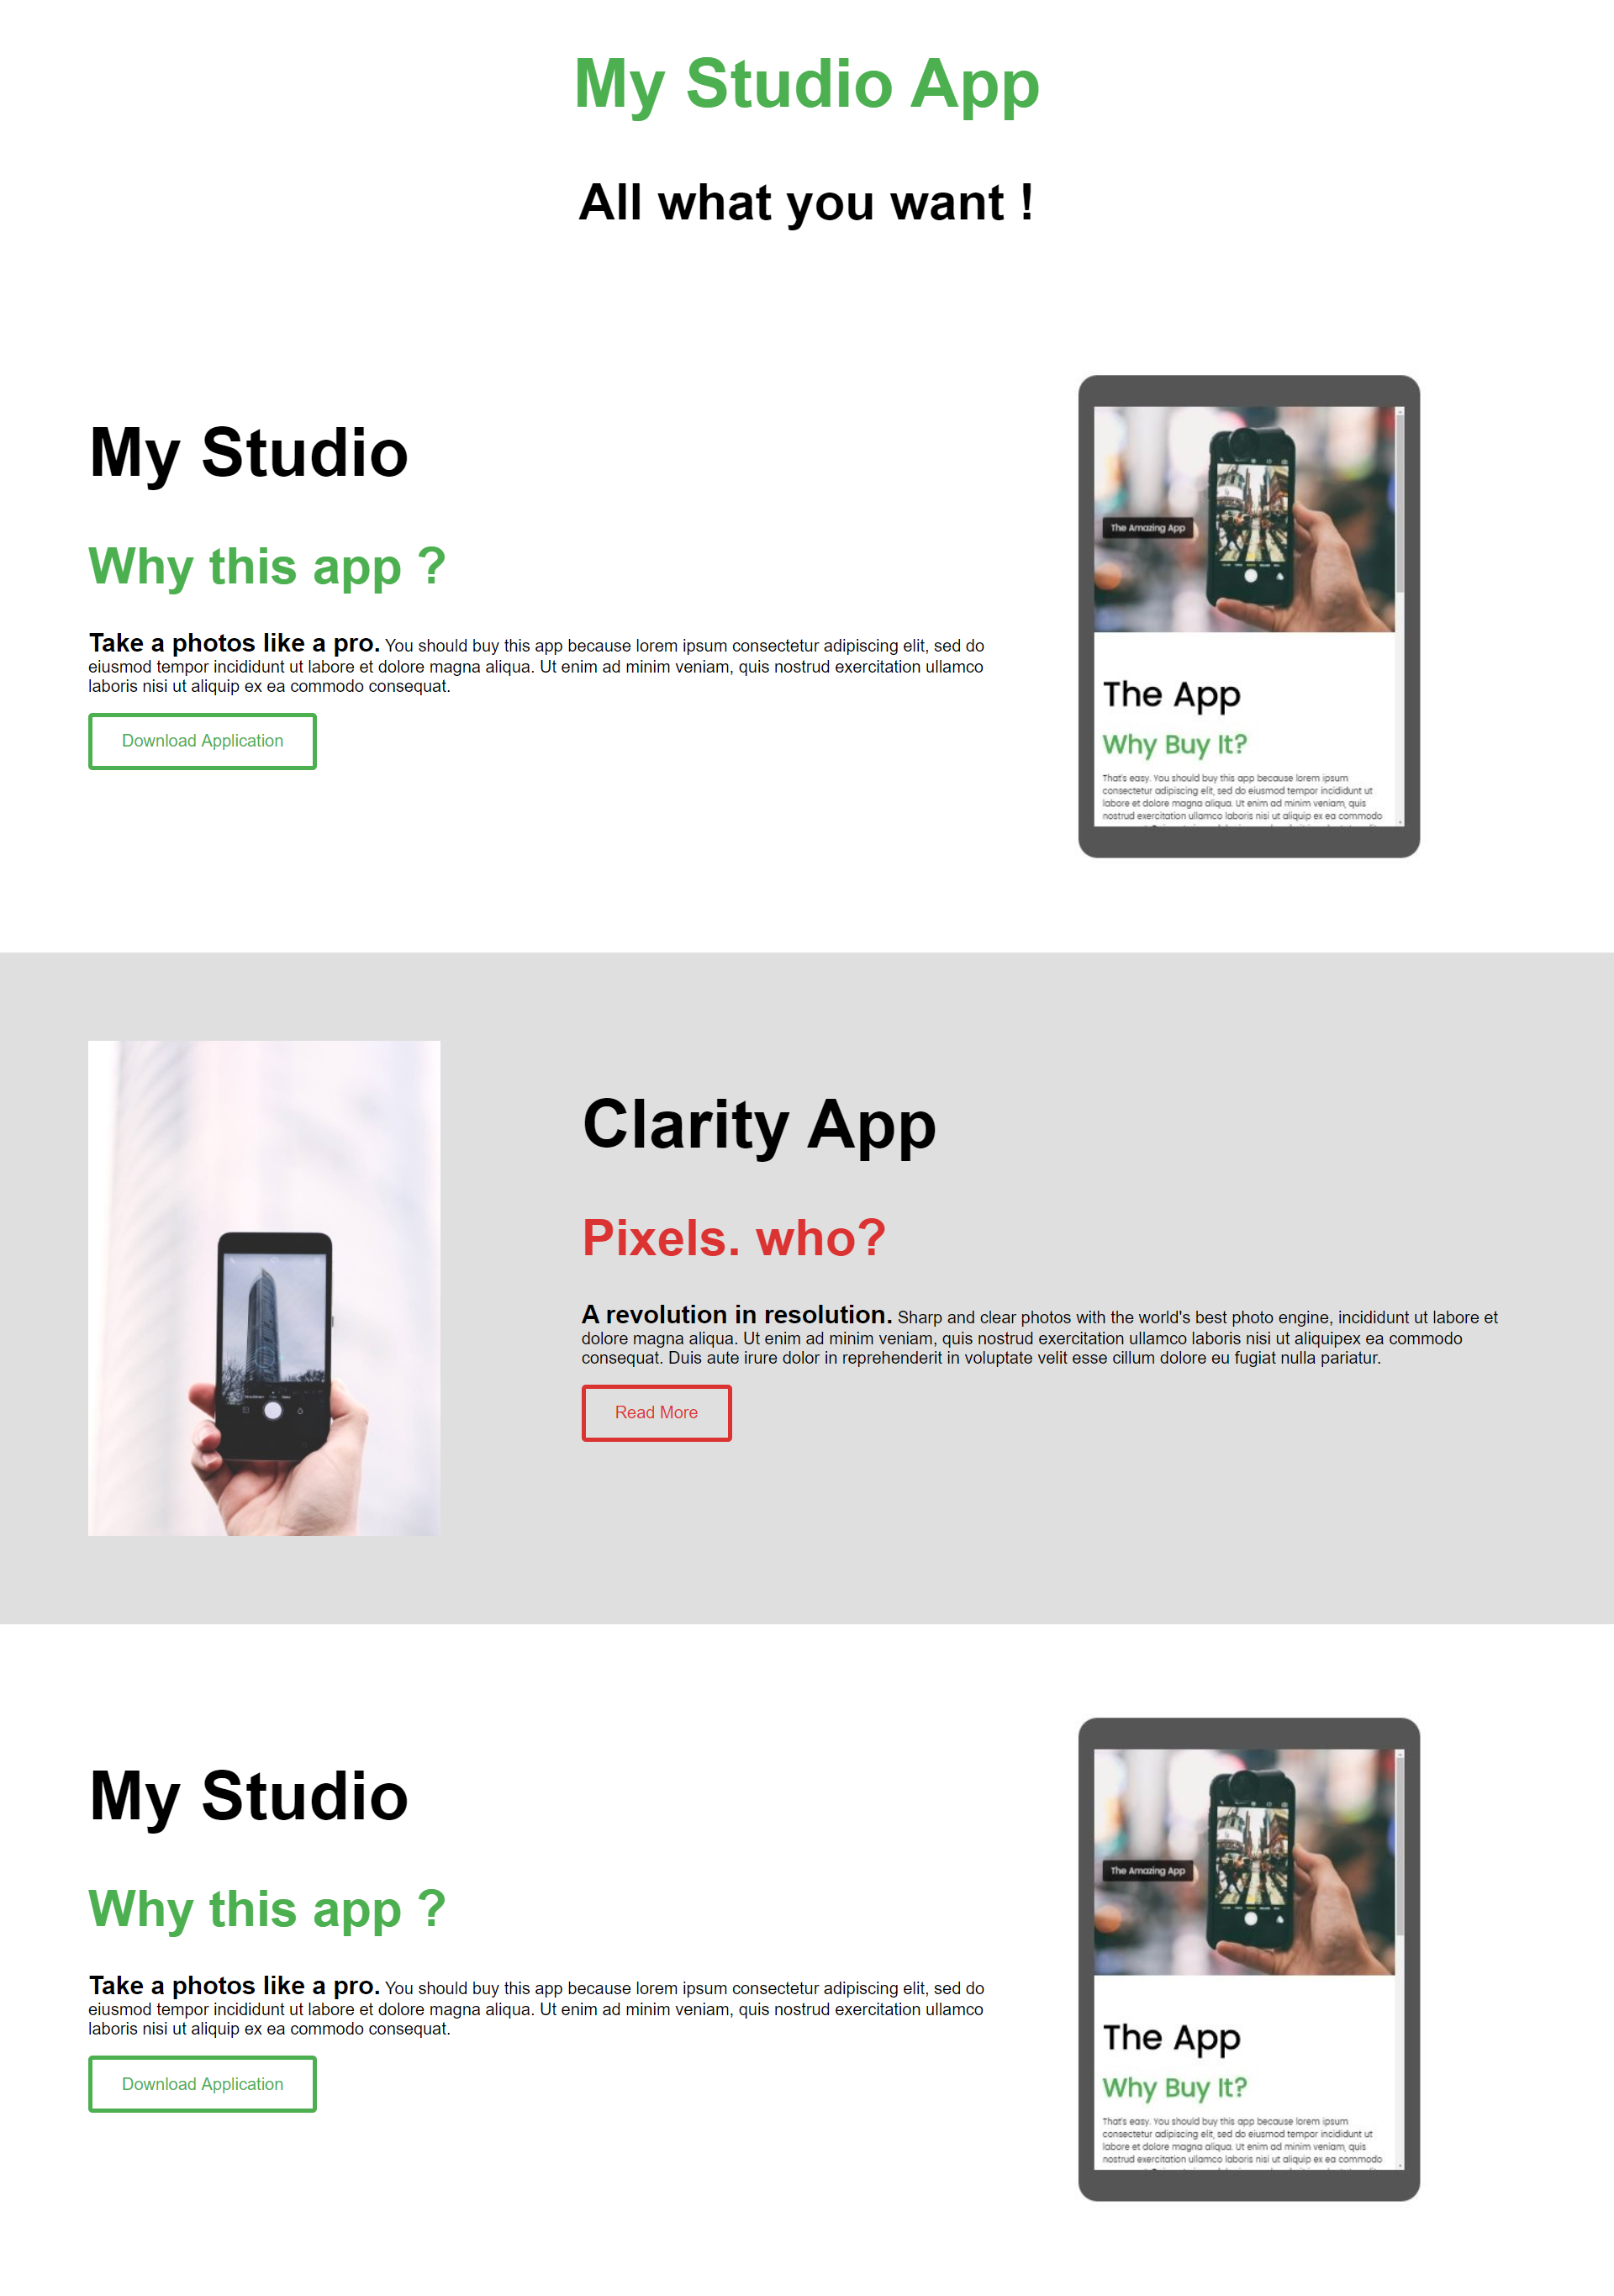 My Studio App
All what you want !
My Studio
Why this app ?
Take a photos like a pro. You should buy this app because lorem ipsum consectetur adipiscing elit, sed do
eiusmod tempor incididunt ut labore et dolore magna aliqua. Ut enim ad minim veniam, quis nostrud exercitation ullamco
laboris nisi ut aliquip ex ea commodo consequat.
Download Application
The Amazing App
The App
Why Buy It?
That's easy. You should buy this app because lorem ipsum
consectetur adipiscing elit, sed do eiusmod tempor incididunt ut
labore et dolore magna aliqua. Ut enim ad minim veniam, quis
nostrud exercitation ullamco laboris nisi ut aliquip ex ea commodo
Clarity App
Pixels. who?
A revolution in resolution. Sharp and clear photos with the world's best photo engine, incididunt ut labore et
dolore magna aliqua. Ut enim ad minim veniam, quis nostrud exercitation ullamco laboris nisi ut aliquipex ea commodo
consequat. Duis aute irure dolor in reprehenderit in voluptate velit esse cillum dolore eu fugiat nulla pariatur.
Read More
My Studio
Why this app ?
Take a photos like a pro. You should buy this app because lorem ipsum consectetur adipiscing elit, sed do
eiusmod tempor incididunt ut labore et dolore magna aliqua. Ut enim ad minim veniam, quis nostrud exercitation ullamco
laboris nisi ut aliquip ex ea commodo consequat.
Download Application
The Amazing App
The App
Why Buy It?
That's easy. You should buy this app because lorem ipsum
consectetur adipiscing elit, sed do eiusmod tempor incididunt ut
labore et dolore magna aliqua. Ut enim ad minim veniam, quis
nostrud exercitation ullamco laboris nisi ut aliquip ex ea commodo